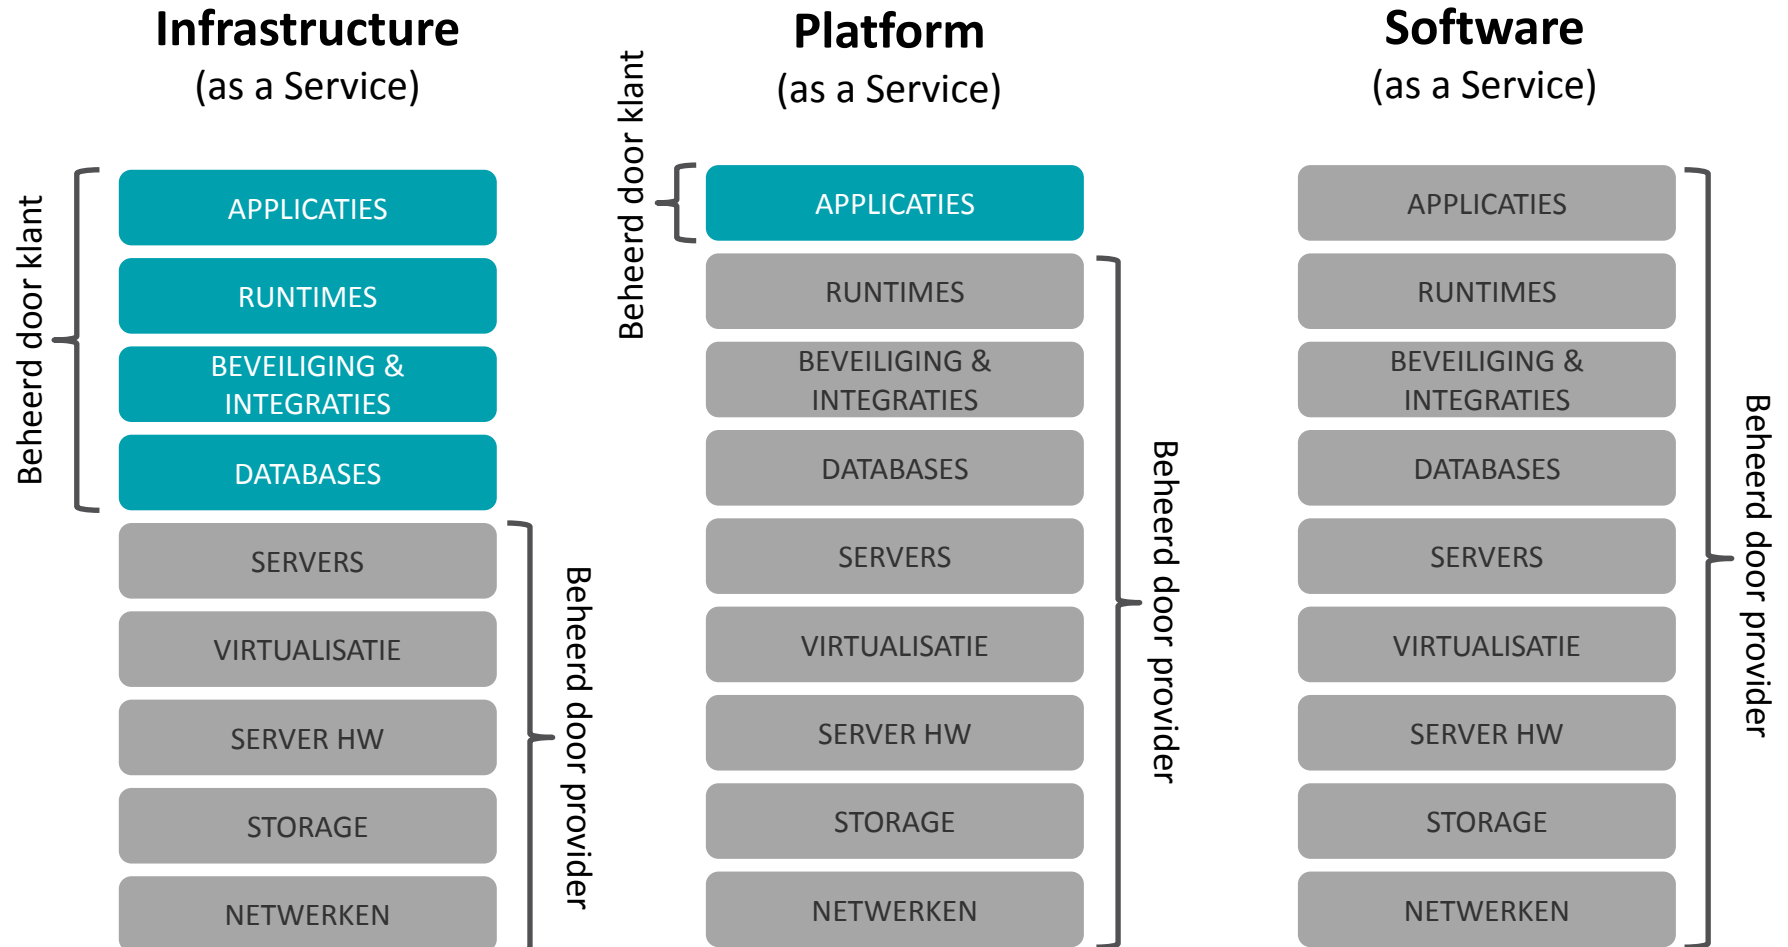 Infrastructure
(as a Service)
Beheerd door klant
APPLICATIES
RUNTIMES
BEVEILIGING &
INTEGRATIES
DATABASES
SERVERS
VIRTUALISATIE
SERVER HW
STORAGE
NETWERKEN
Beheerd door provider
Platform
(as a Service)
Beheerd door klant
APPLICATIES
RUNTIMES
BEVEILIGING &
INTEGRATIES
DATABASES
SERVERS
VIRTUALISATIE
SERVER HW
STORAGE
NETWERKEN
Beheerd door provider
Software
(as a Service)
APPLICATIES
RUNTIMES
BEVEILIGING &
INTEGRATIES
DATABASES
SERVERS
VIRTUALISATIE
SERVER HW
STORAGE
NETWERKEN
Beheerd door provider